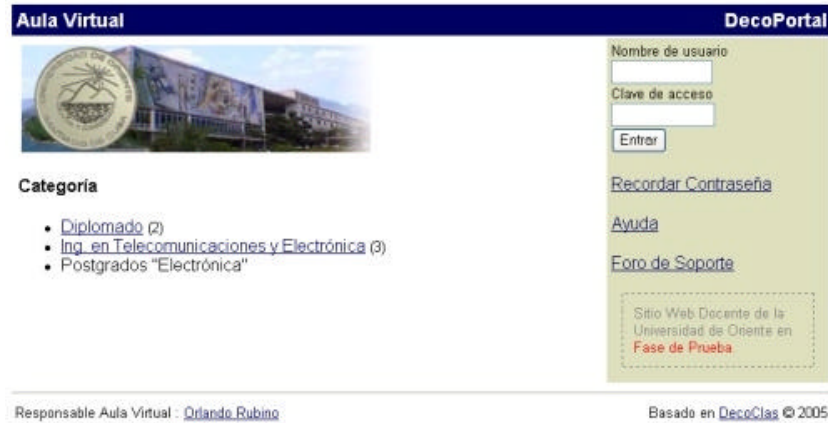 Aula Virtual
DecoPortal
Nombre de usuario
Clave de acceso
Entrar
Recordar Contraseña
Ayuda
Foro de Soporte
Sitio Web Docente de la
Universidad de Oriente en
Fase de Prueba.
Categoría
Diplomado (2)
Ing. en Telecomunicaciones y Electrónica (3)
Postgrados "Electrónica"
Responsable Aula Virtual : Orlando Rubino
Basado en DecoClas © 2005